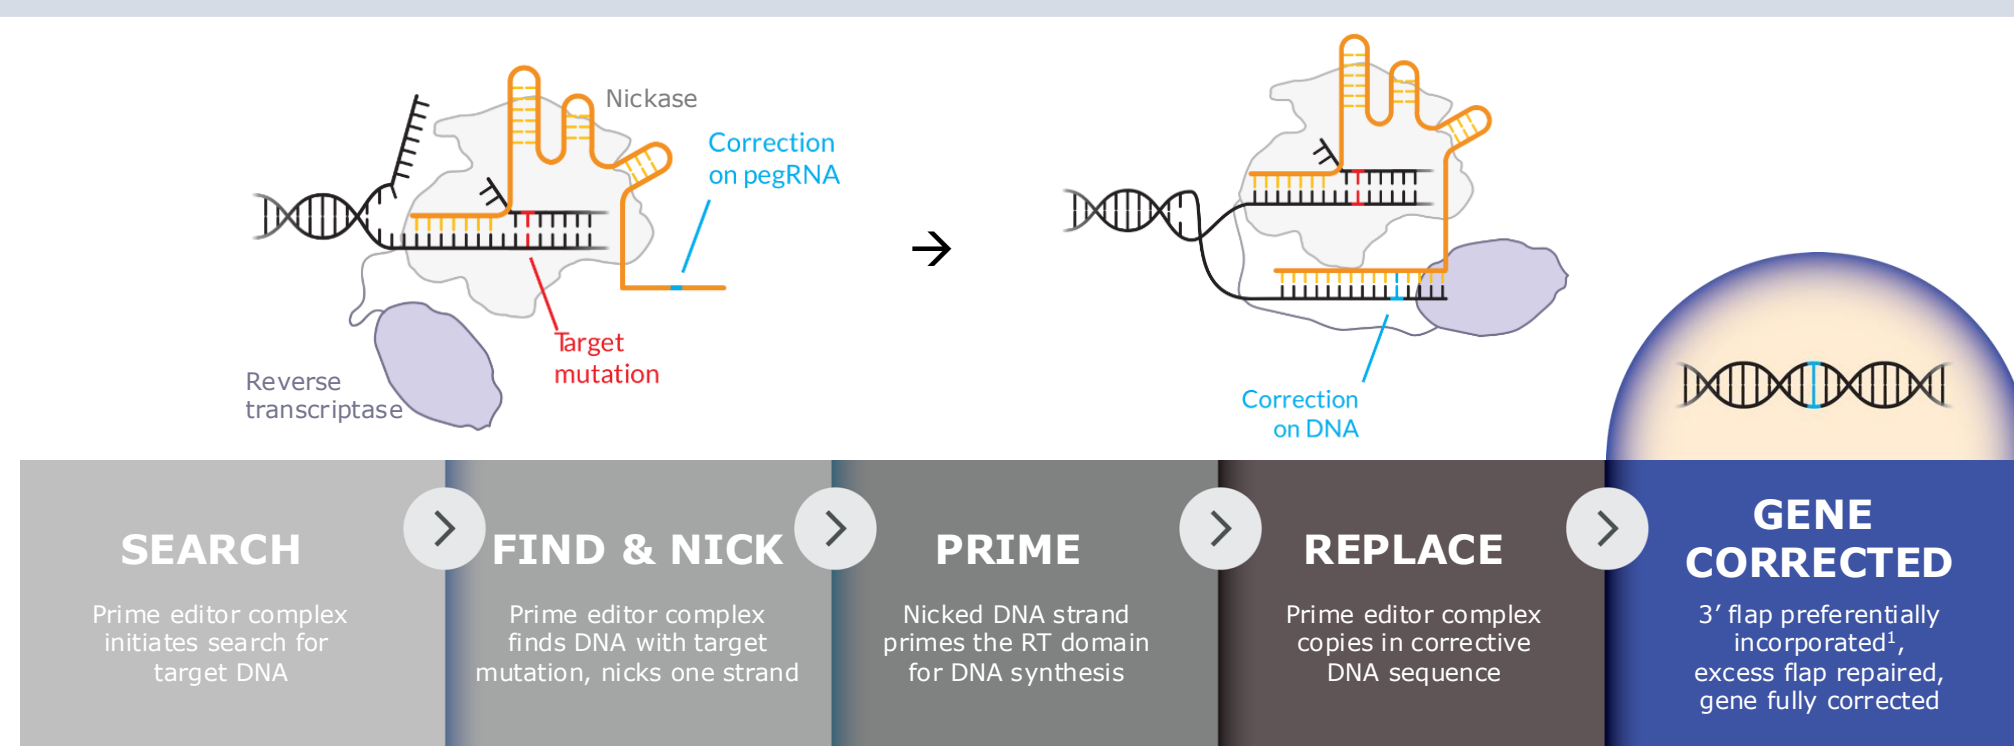 Nickase
Correction
on pegRNA
Target
mutation
Reverse
transcriptase
→
Correction
on DNA
SEARCH
Prime editor complex
initiates search for
target DNA
FIND & NICK
Prime editor complex
finds DNA with target
mutation, nicks one strand
PRIME
Nicked DNA strand
primes the RT domain
for DNA synthesis
REPLACE
Prime editor complex
copies in corrective
DNA sequence
GENE
CORRECTED
3’ flap preferentially
incorporated¹,
excess flap repaired,
gene fully corrected